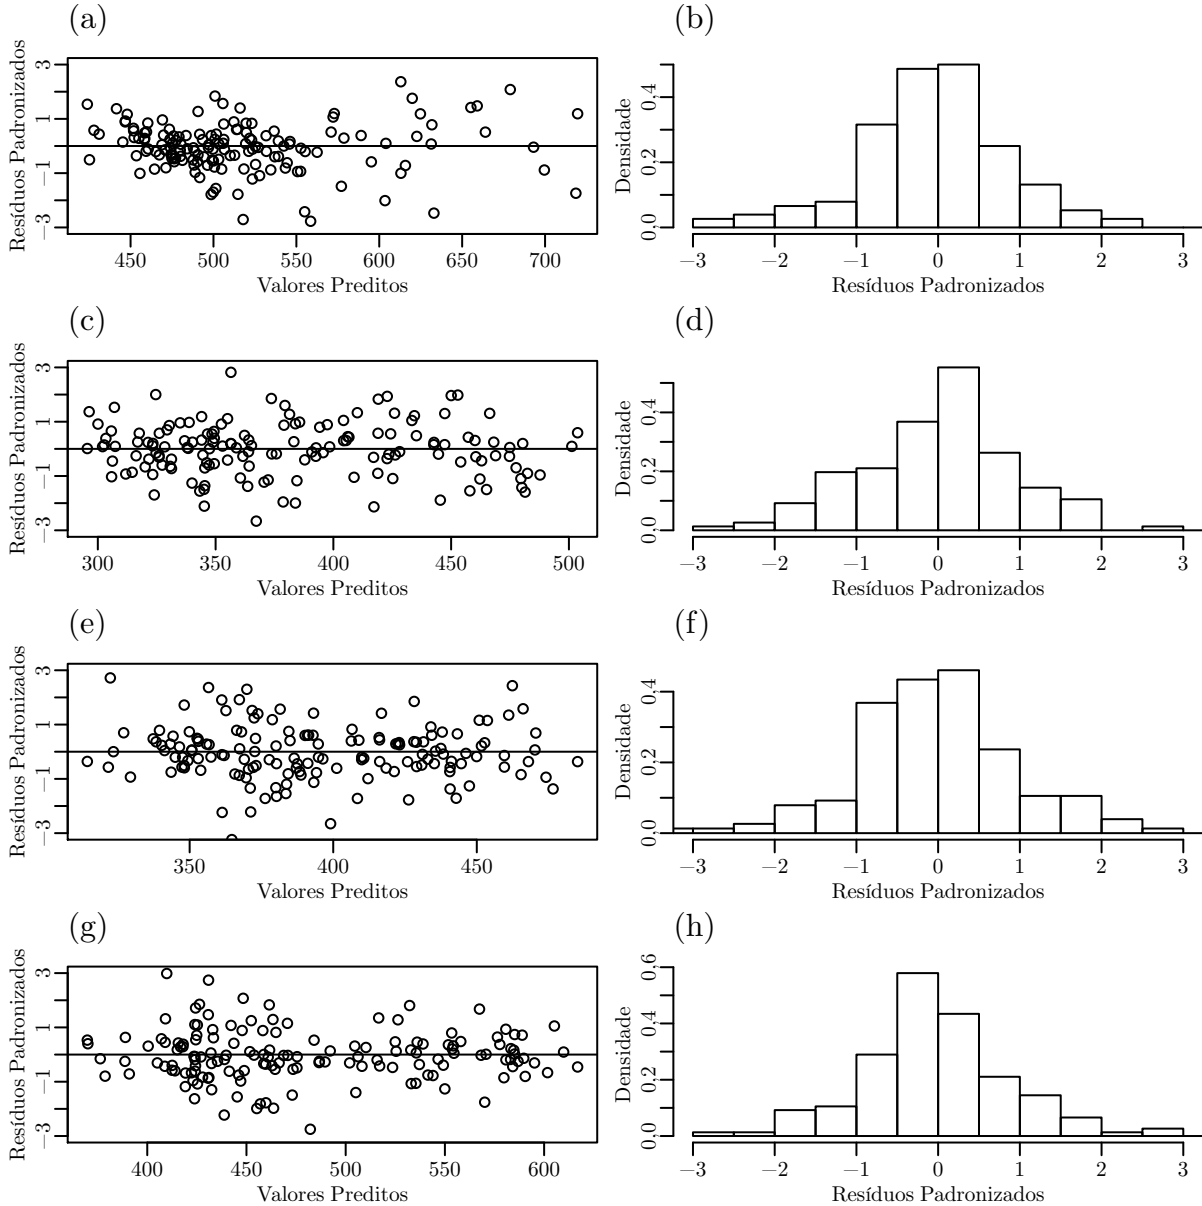 (a)
Resíduos Padronizados
−3 −1 1 3
450 500 550 600 650 700
Valores Preditos
(b)
Densidade
0,0 0,2 0,4
−3 −2 −1 0 1 2 3
Resíduos Padronizados
(c)
Resíduos Padronizados
−3 −1 1 3
300 350 400 450 500
Valores Preditos
(d)
Densidade
0,0 0,2 0,4
−3 −2 −1 0 1 2 3
Resíduos Padronizados
(e)
Resíduos Padronizados
−3 −1 1 3
350 400 450
Valores Preditos
(f)
Densidade
0,0 0,2 0,4
−3 −2 −1 0 1 2 3
Resíduos Padronizados
(g)
Resíduos Padronizados
−3 −1 1 3
400 450 500 550 600
Valores Preditos
(h)
Densidade
0,0 0,2 0,4 0,6
−3 −2 −1 0 1 2 3
Resíduos Padronizados